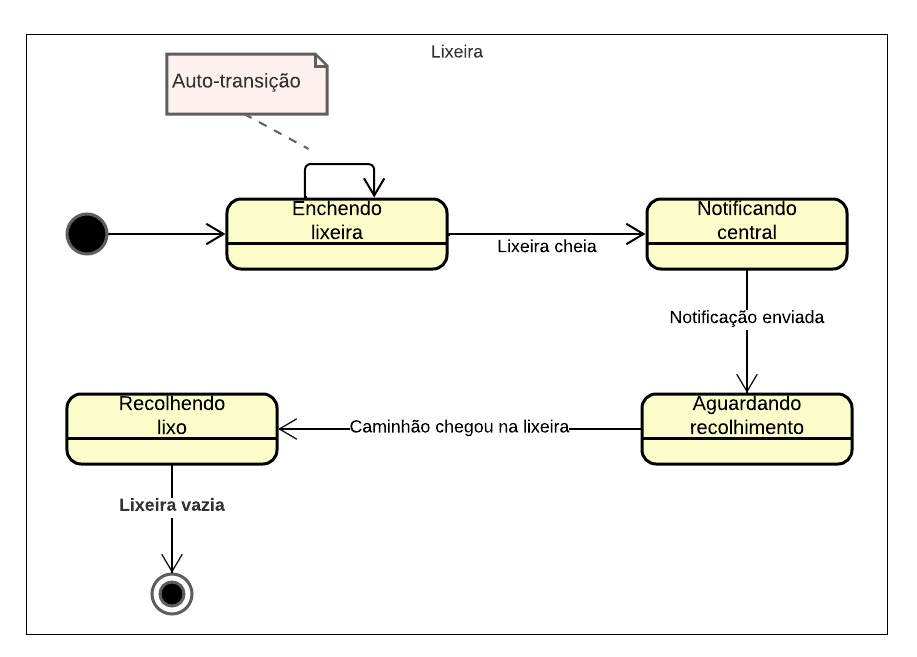 Lixeira
Auto-transição
Enchendo
lixeira
Lixeira cheia
Notificando
central
Notificação enviada
Aguardando
recolhimento
Caminhão chegou na lixeira
Recolhendo
lixo
Lixeira vazia